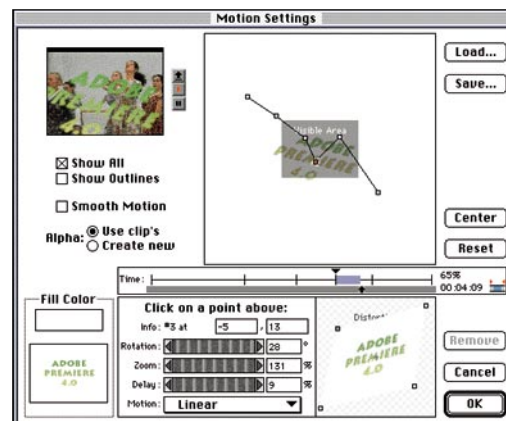 Motion Settings
ADOBE
PREMIERE
4.0
Show All
Show Outlines
Smooth Motion
Alpha:
Use clip's
Create new
Visible Area
ADOBE
PREMIERE
4.0
Load...
Save...
Center
Reset
Time:
65%
00:04:09
Fill Color
ADOBE
PREMIERE
4.0
Click on a point above:
Info: #3 at -5 , 13
Rotation: 28 °
Zoom: 131 %
Delay: 9 %
Motion: Linear
ADOBE
PREMIERE
4.0
Remove
Cancel
OK